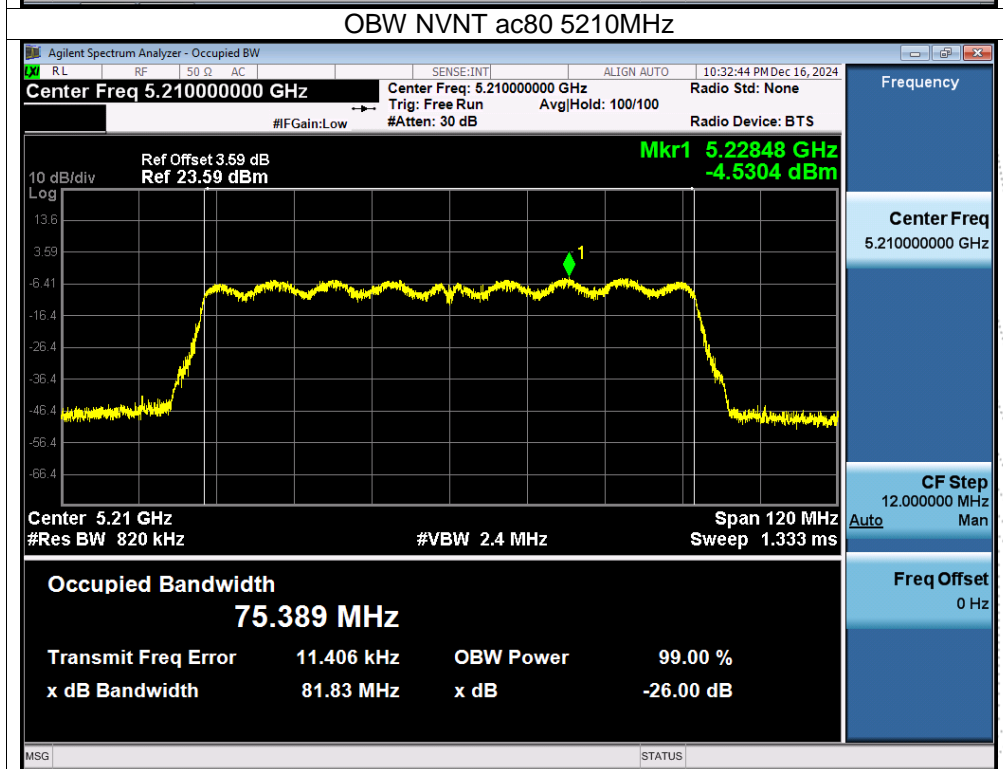 OBW NVNT ac80 5210MHz
Agilent Spectrum Analyzer - Occupied BW
LXI RL RF 50 Ω AC SENSE:INT ALIGN AUTO 10:32:44 PM Dec 16, 2024
Center Freq 5.210000000 GHz Center Freq: 5.210000000 GHz Radio Std: None
Trig: Free Run Avg|Hold: 100/100
#IFGain:Low #Atten: 30 dB Radio Device: BTS
Frequency
Mkr1 5.22848 GHz
-4.5304 dBm
Ref Offset 3.59 dB
10 dB/div Ref 23.59 dBm
Log
13.6
3.59
-6.41
-16.4
-26.4
-36.4
-46.4
-56.4
-66.4
1
Center 5.21 GHz Span 120 MHz
#Res BW 820 kHz #VBW 2.4 MHz Sweep 1.333 ms
Center Freq
5.210000000 GHz
CF Step
12.000000 MHz
Auto Man
Freq Offset
0 Hz
Occupied Bandwidth
75.389 MHz
Transmit Freq Error 11.406 kHz OBW Power 99.00 %
x dB Bandwidth 81.83 MHz x dB -26.00 dB
MSG STATUS